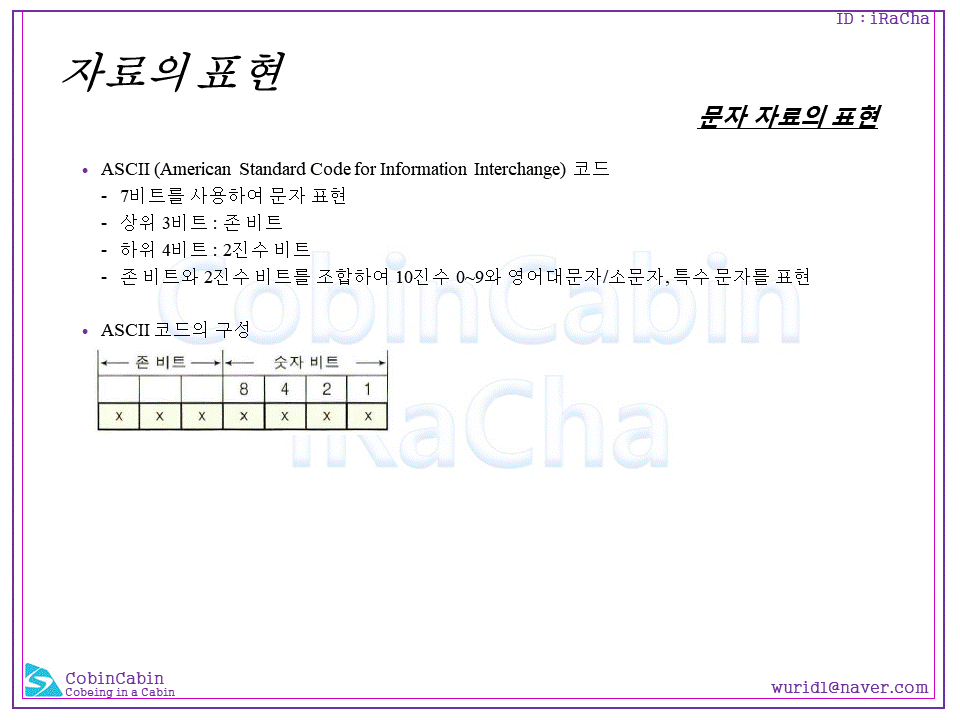 ID : iRaCha
자료의 표현
문자 자료의 표현
• ASCII (American Standard Code for Information Interchange) 코드
- 7비트를 사용하여 문자 표현
- 상위 3비트 : 존 비트
- 하위 4비트 : 2진수 비트
- 존 비트와 2진수 비트를 조합하여 10진수 0~9와 영어대문자/소문자, 특수 문자를 표현
• ASCII 코드의 구성
존 비트 숫자 비트
8 4 2 1
x x x x x x x
CobinCabin
iRaCha
CobinCabin
Cobeing in a Cabin
wurid1@naver.com